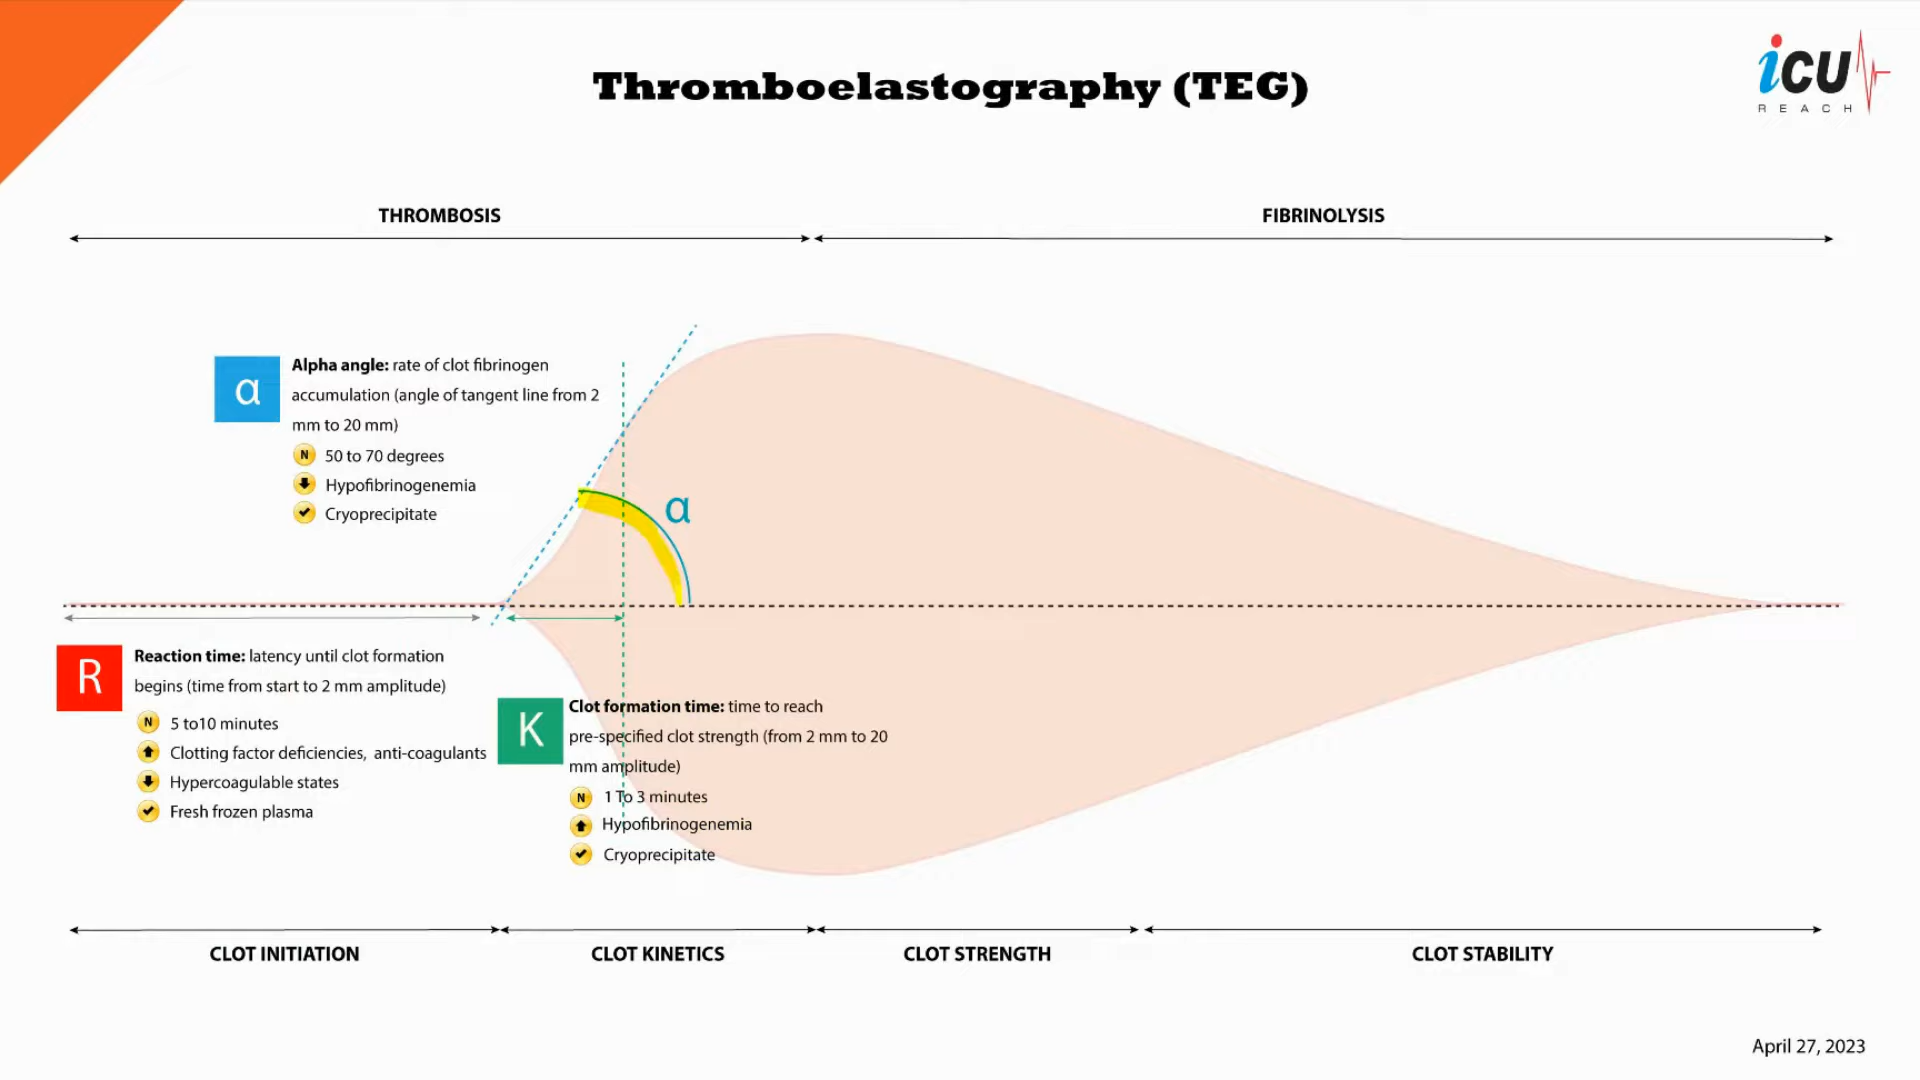 Thromboelastography (TEG)
iCU
REACH
THROMBOSIS
FIBRINOLYSIS
α
Alpha angle: rate of clot fibrinogen
accumulation (angle of tangent line from 2
mm to 20 mm)
N 50 to 70 degrees
Hypofibrinogenemia
Cryoprecipitate
α
R
Reaction time: latency until clot formation
begins (time from start to 2 mm amplitude)
N 5 to10 minutes
Clotting factor deficiencies, anti-coagulants
Hypercoagulable states
Fresh frozen plasma
K
Clot formation time: time to reach
pre-specified clot strength (from 2 mm to 20
mm amplitude)
N 1 To 3 minutes
Hypofibrinogenemia
Cryoprecipitate
CLOT INITIATION
CLOT KINETICS
CLOT STRENGTH
CLOT STABILITY
April 27, 2023